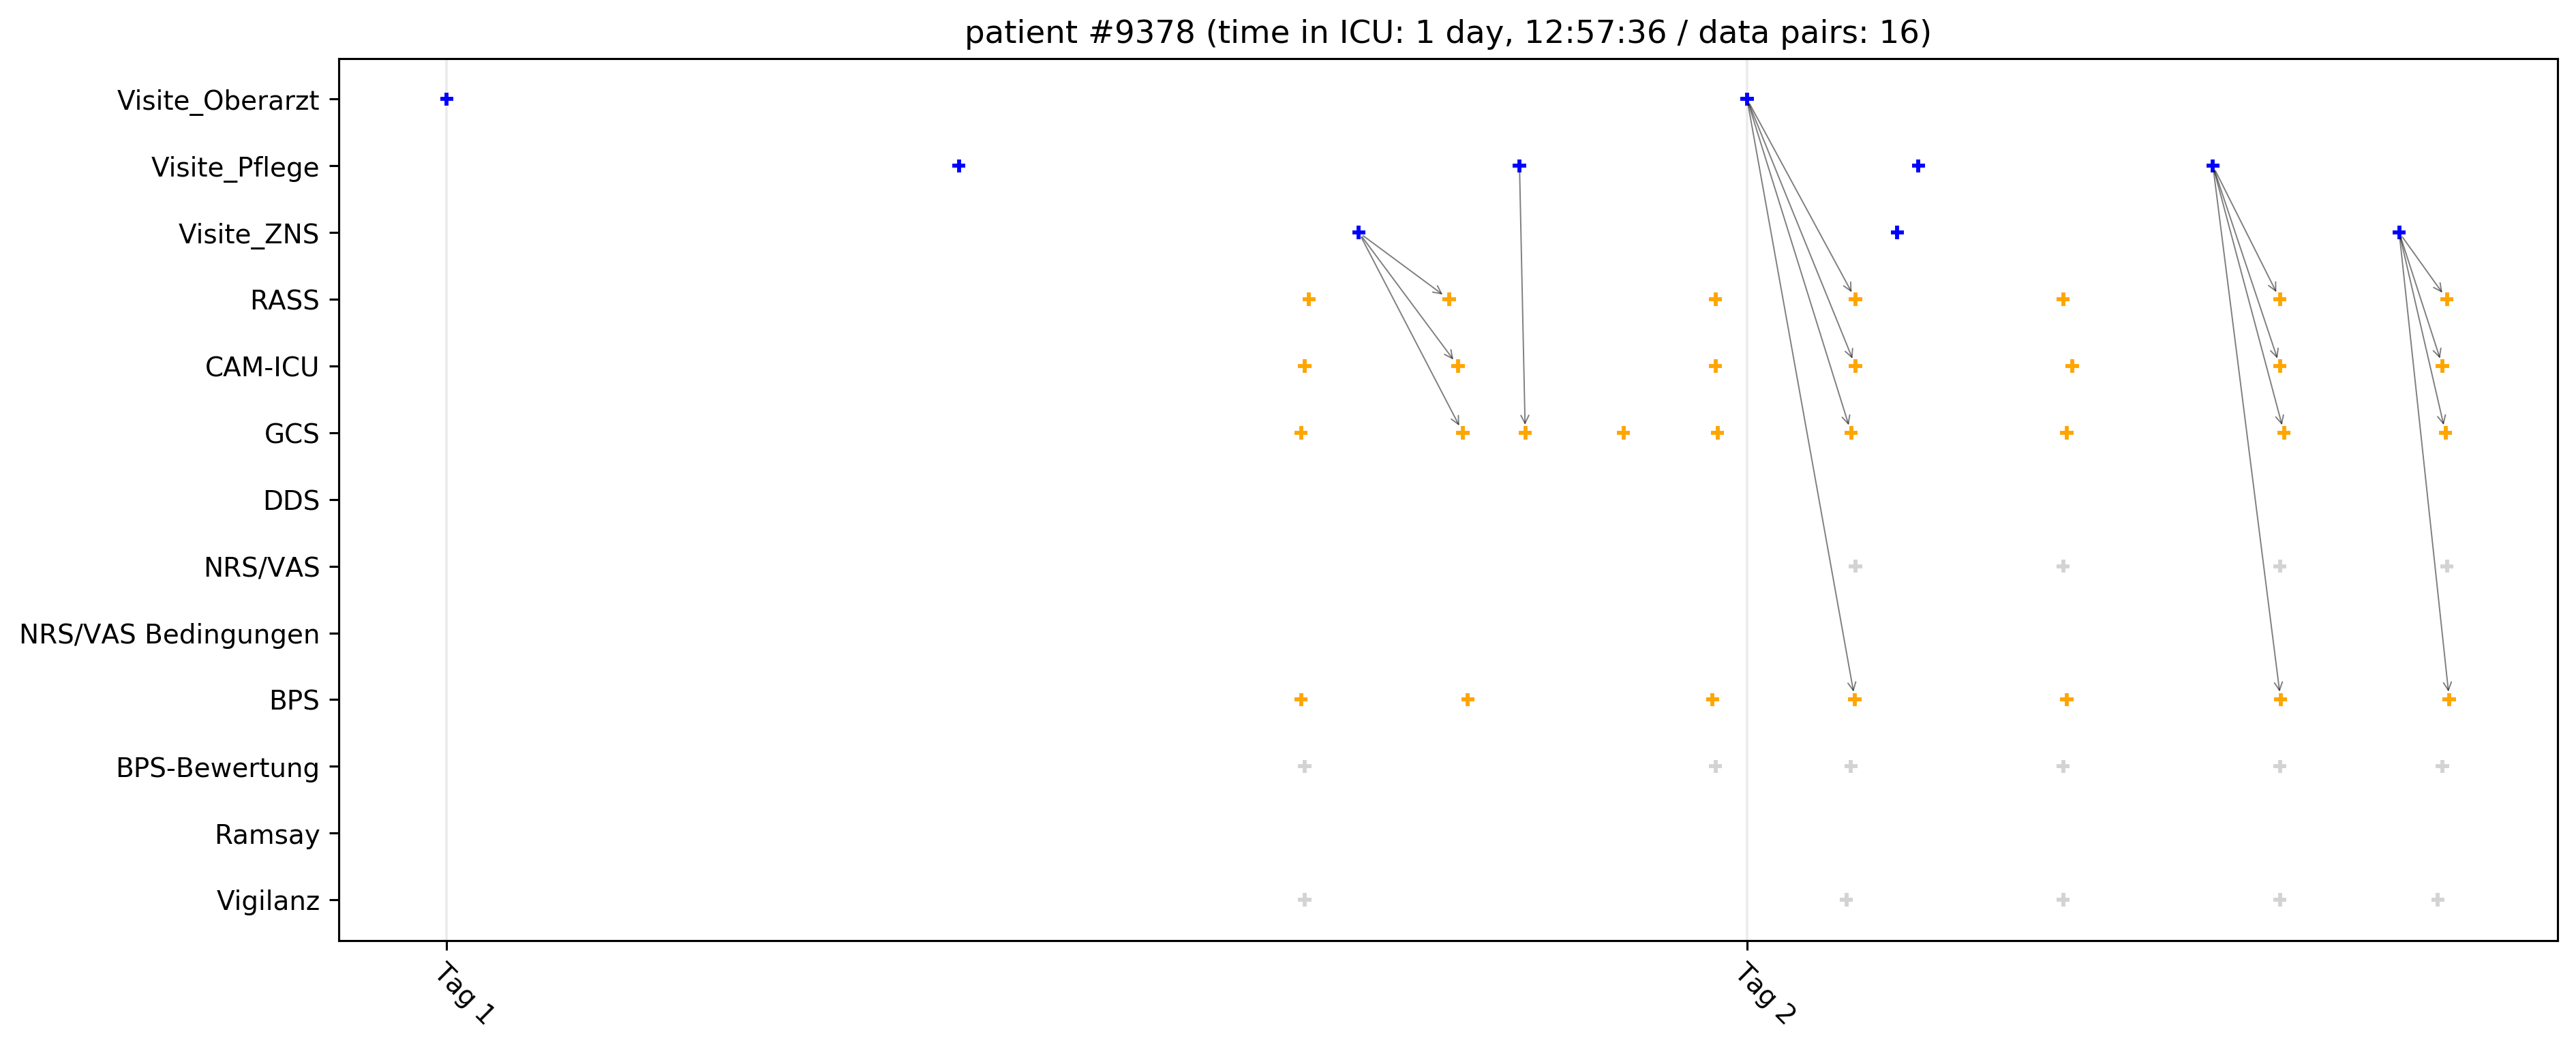 patient #9378 (time in ICU: 1 day, 12:57:36 / data pairs: 16)
Visite_Oberarzt
Visite_Pflege
Visite_ZNS
RASS
CAM-ICU
GCS
DDS
NRS/VAS
NRS/VAS Bedingungen
BPS
BPS-Bewertung
Ramsay
Vigilanz
Tag 1
Tag 2